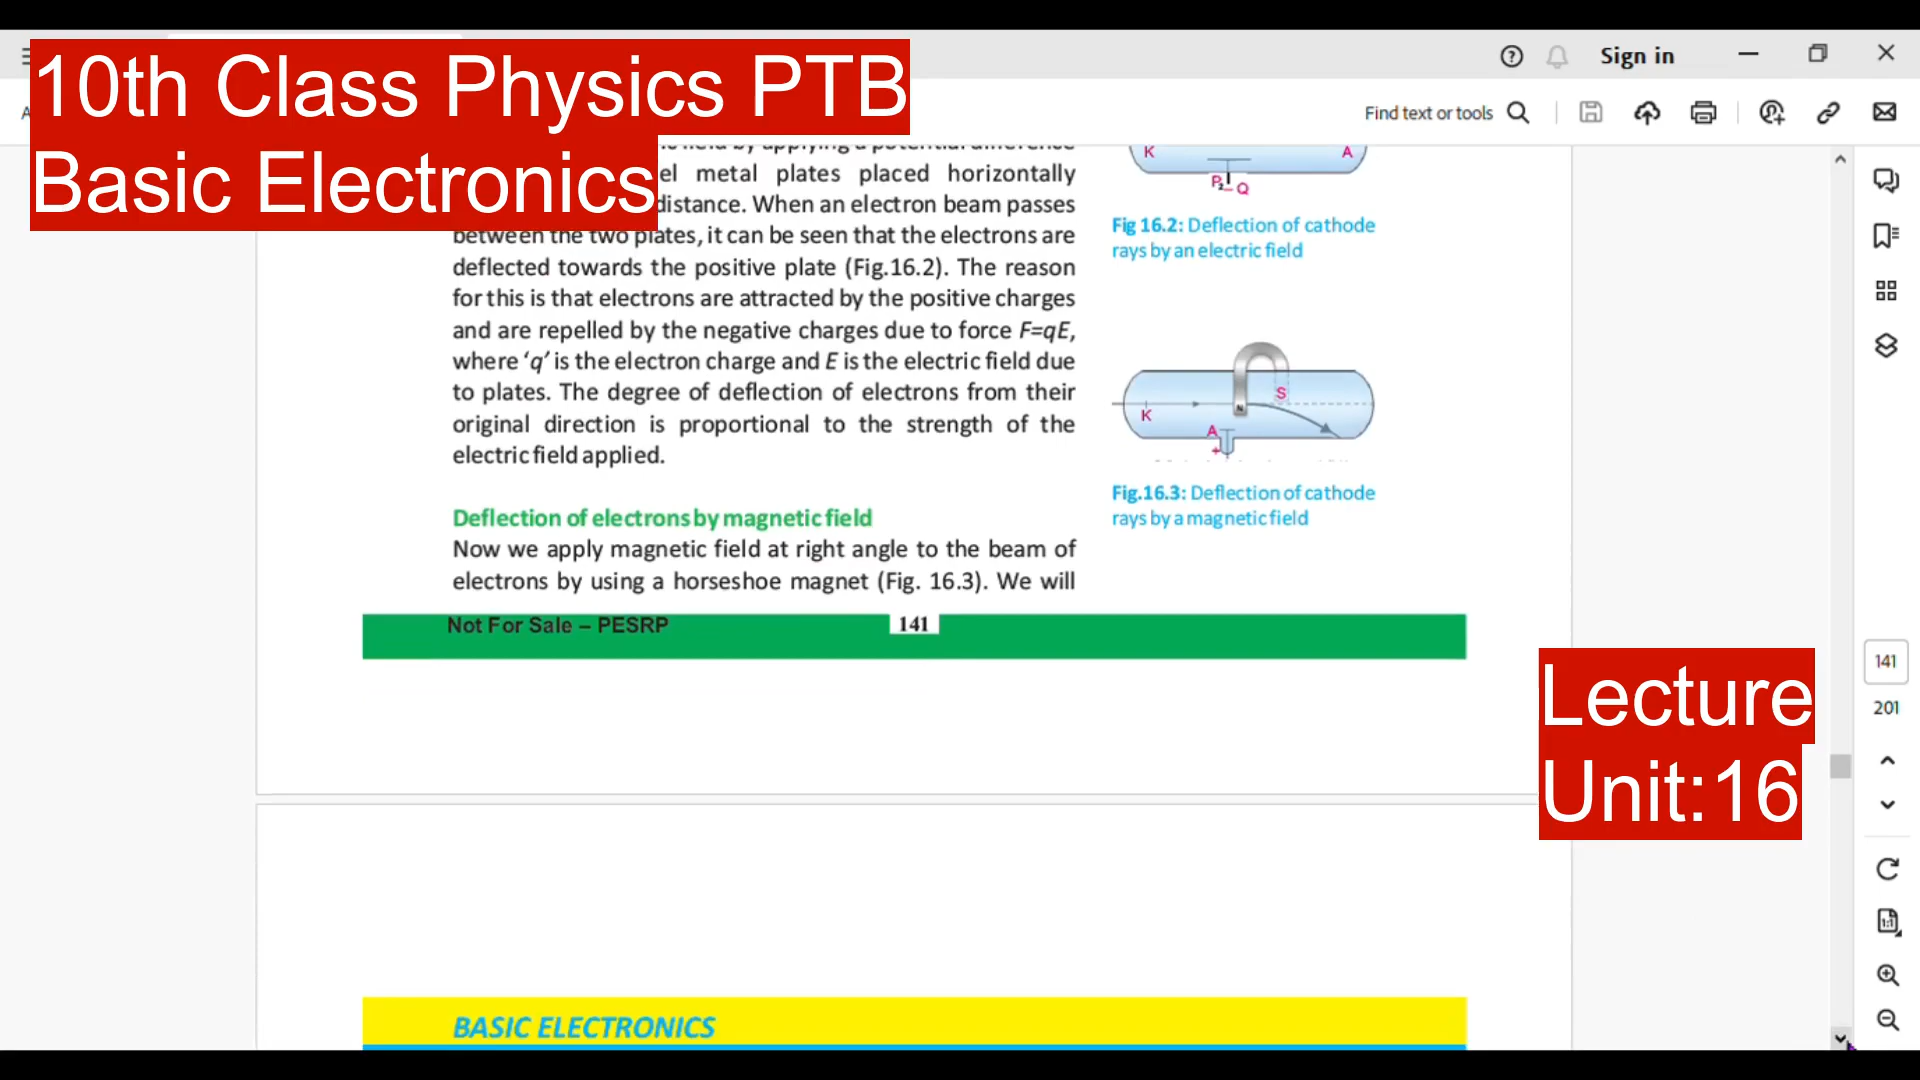 10th Class Physics PTB
Basic Electronics
Sign in
Find text or tools
field by applying a potential difference
el metal plates placed horizontally
distance. When an electron beam passes
between the two plates, it can be seen that the electrons are
deflected towards the positive plate (Fig.16.2). The reason
for this is that electrons are attracted by the positive charges
and are repelled by the negative charges due to force F=qE,
where ‘q’ is the electron charge and E is the electric field due
to plates. The degree of deflection of electrons from their
original direction is proportional to the strength of the
electric field applied.
K A
P2 Q
Fig 16.2: Deflection of cathode
rays by an electric field
S
N
K
A
+
Fig.16.3: Deflection of cathode
rays by a magnetic field
Deflection of electrons by magnetic field
Now we apply magnetic field at right angle to the beam of
electrons by using a horseshoe magnet (Fig. 16.3). We will
Not For Sale – PESRP
141
Lecture
Unit:16
141
201
1:1
BASIC ELECTRONICS